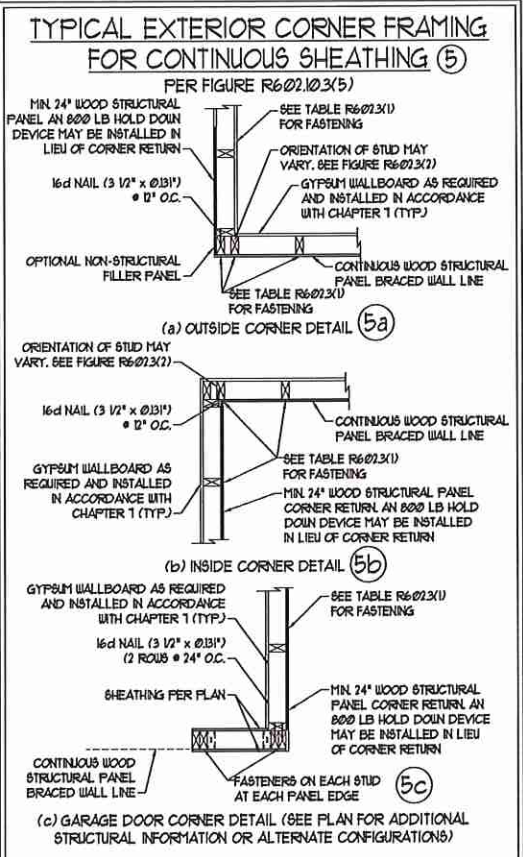 TYPICAL EXTERIOR CORNER FRAMING
FOR CONTINUOUS SHEATHING 5
PER FIGURE R602.10.3(5)
MIN. 24" WOOD STRUCTURAL
PANEL AN 800 LB HOLD DOWN
DEVICE MAY BE INSTALLED IN
LIEU OF CORNER RETURN
16d NAIL (3 1/2" x Ø.131")
@ 12" O.C.
OPTIONAL NON-STRUCTURAL
FILLER PANEL
SEE TABLE R602.3(1)
FOR FASTENING
ORIENTATION OF STUD MAY
VARY. SEE FIGURE R602.3(2)
GYPSUM WALLBOARD AS REQUIRED
AND INSTALLED IN ACCORDANCE
WITH CHAPTER 7 (TYP.)
CONTINUOUS WOOD STRUCTURAL
PANEL BRACED WALL LINE
SEE TABLE R602.3(1)
FOR FASTENING
(a) OUTSIDE CORNER DETAIL 5a
ORIENTATION OF STUD MAY
VARY. SEE FIGURE R602.3(2)
16d NAIL (3 1/2" x Ø.131")
@ 12" O.C.
GYPSUM WALLBOARD AS
REQUIRED AND INSTALLED
IN ACCORDANCE WITH
CHAPTER 7 (TYP.)
CONTINUOUS WOOD STRUCTURAL
PANEL BRACED WALL LINE
SEE TABLE R602.3(1)
FOR FASTENING
MIN. 24" WOOD STRUCTURAL PANEL
CORNER RETURN. AN 800 LB HOLD
DOWN DEVICE MAY BE INSTALLED
IN LIEU OF CORNER RETURN
(b) INSIDE CORNER DETAIL 5b
GYPSUM WALLBOARD AS REQUIRED
AND INSTALLED IN ACCORDANCE
WITH CHAPTER 7 (TYP.)
16d NAIL (3 1/2" x Ø.131")
(2 ROWS @ 24" O.C.
SHEATHING PER PLAN
CONTINUOUS WOOD
STRUCTURAL PANEL
BRACED WALL LINE
SEE TABLE R602.3(1)
FOR FASTENING
MIN. 24" WOOD STRUCTURAL
PANEL CORNER RETURN. AN
800 LB HOLD DOWN DEVICE
MAY BE INSTALLED IN LIEU
OF CORNER RETURN
FASTENERS ON EACH STUD
AT EACH PANEL EDGE
5c
(c) GARAGE DOOR CORNER DETAIL (SEE PLAN FOR ADDITIONAL
STRUCTURAL INFORMATION OR ALTERNATE CONFIGURATIONS)